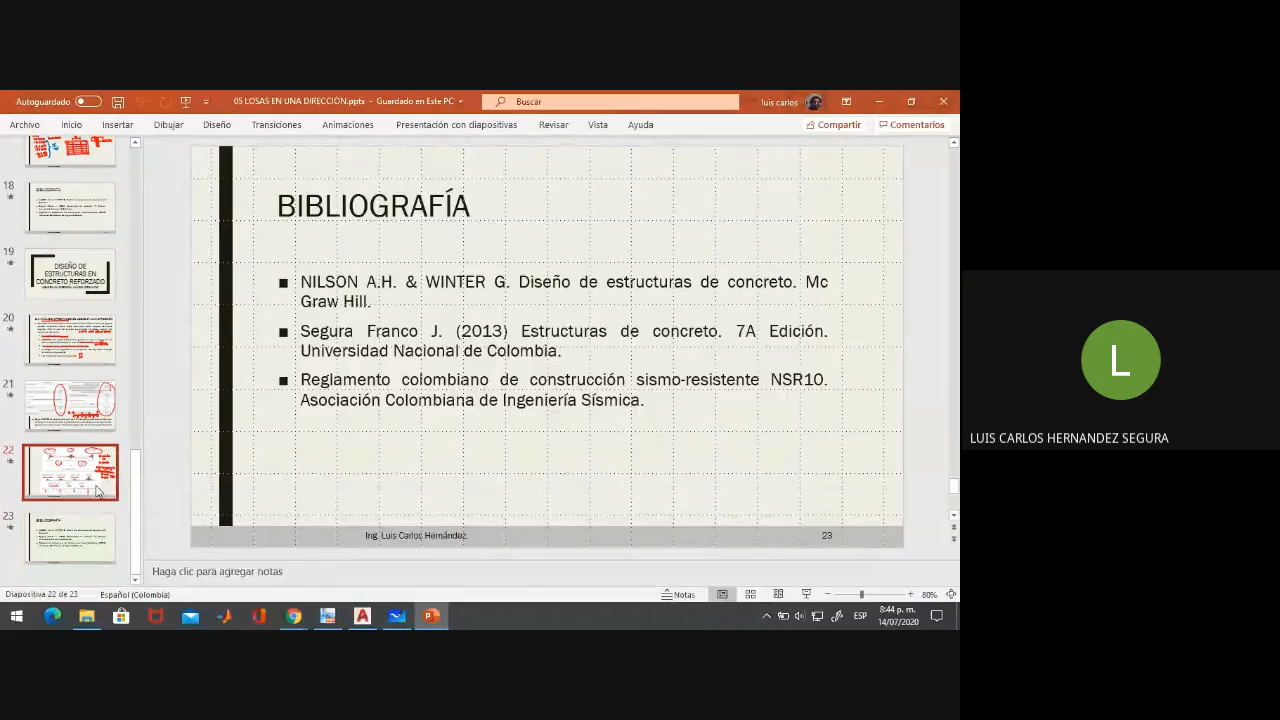 Autoguardado
05 LOSAS EN UNA DIRECCIÓN.pptx - Guardado en Este PC
Buscar
luis carlos
Archivo Inicio Insertar Dibujar Diseño Transiciones Animaciones Presentación con diapositivas Revisar Vista Ayuda Compartir Comentarios
18
19
DISEÑO DE
ESTRUCTURAS EN
CONCRETO REFORZADO
20
21
22
23
BIBLIOGRAFÍA
NILSON A.H. & WINTER G. Diseño de estructuras de concreto. Mc
Graw Hill.
Segura Franco J. (2013) Estructuras de concreto. 7A Edición.
Universidad Nacional de Colombia.
Reglamento colombiano de construcción sismo-resistente NSR10.
Asociación Colombiana de Ingeniería Sísmica.
Ing. Luis Carlos Hernández.
23
Haga clic para agregar notas
Diapositiva 22 de 23 Español (Colombia) Notas 80%
ESP
8:44 p. m.
14/07/2020
L
LUIS CARLOS HERNANDEZ SEGURA